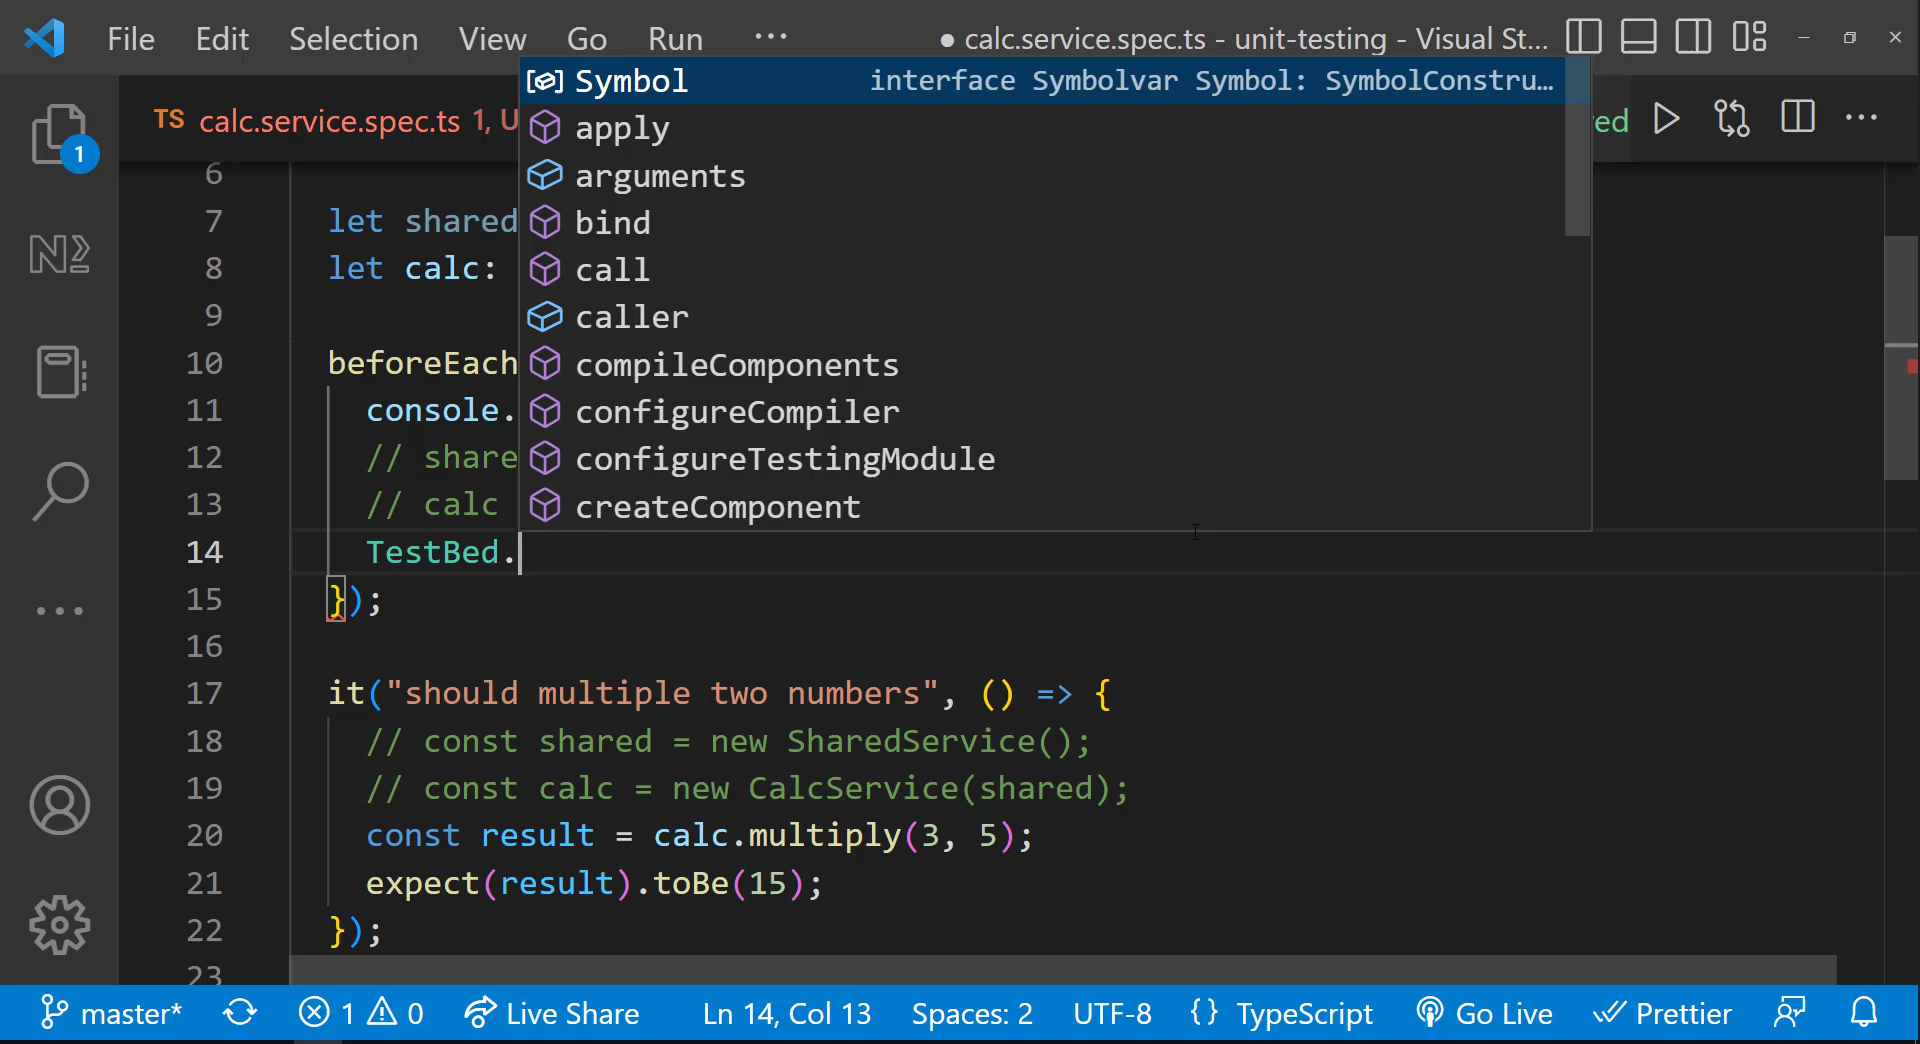 File Edit Selection View Go Run ... ● calc.service.spec.ts - unit-testing - Visual St...
TS calc.service.spec.ts 1, U
red
1
Symbol interface Symbolvar Symbol: SymbolConstru...
apply
arguments
bind
call
caller
compileComponents
configureCompiler
configureTestingModule
createComponent
6
7 let shared
8 let calc:
9
10 beforeEach
11 console.
12 // share
13 // calc
14 TestBed.
15 });
16
17 it("should multiple two numbers", () => {
18 // const shared = new SharedService();
19 // const calc = new CalcService(shared);
20 const result = calc.multiply(3, 5);
21 expect(result).toBe(15);
22 });
23
master* 1 0 Live Share Ln 14, Col 13 Spaces: 2 UTF-8 {} TypeScript Go Live Prettier